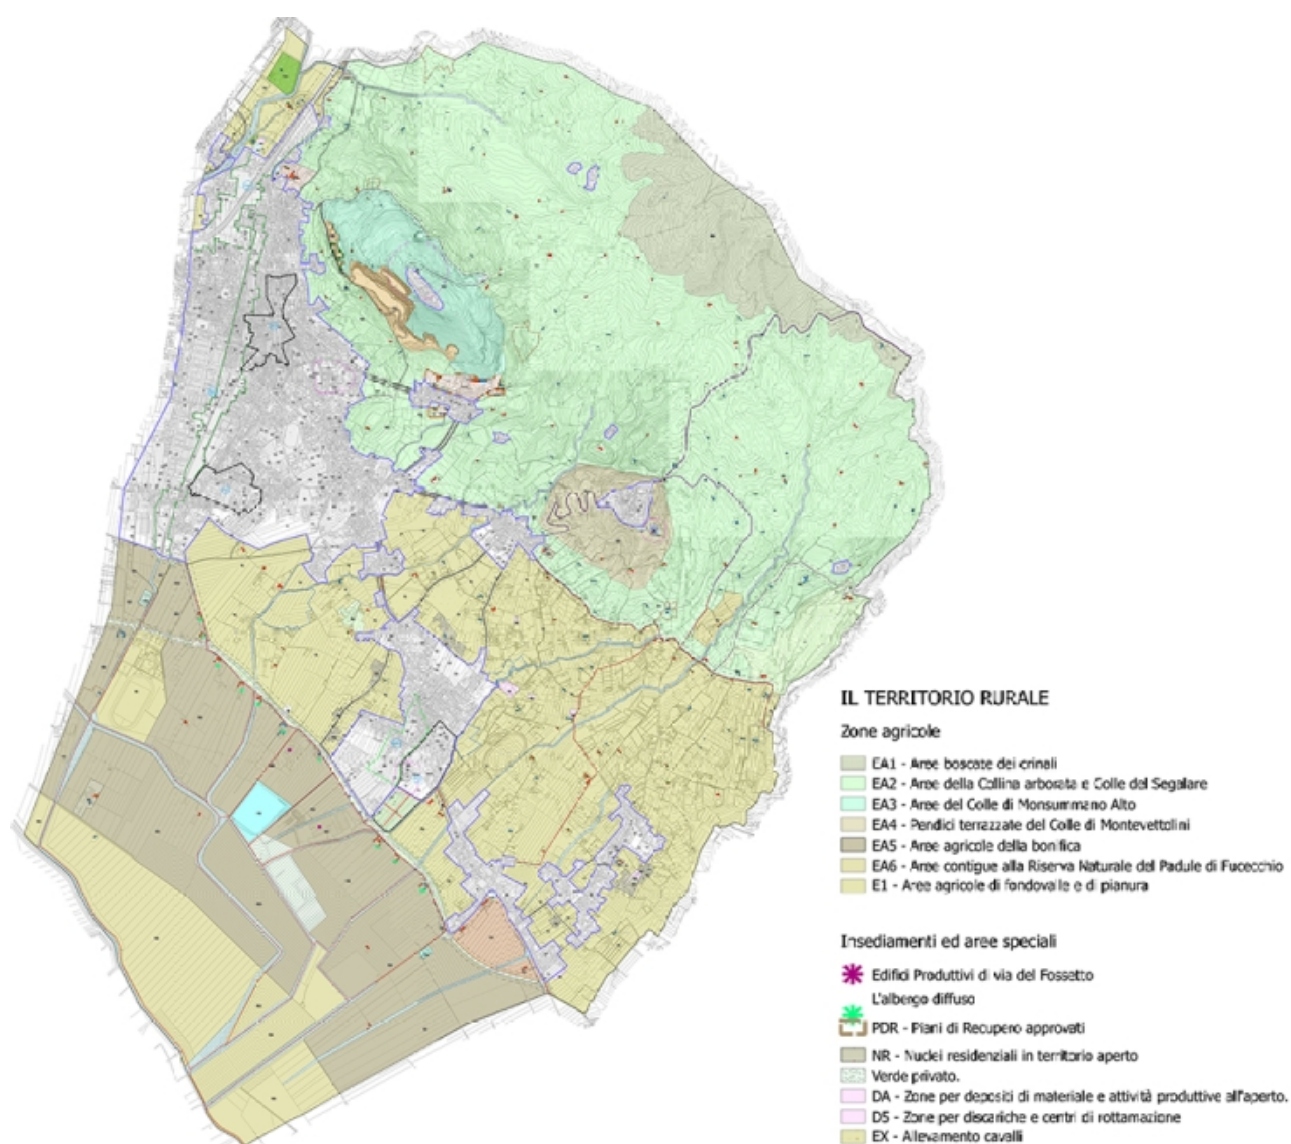 IL TERRITORIO RURALE
Zone agricole
EA1 - Aree boscate dei crinali
EA2 - Aree della Collina arborata e Colle del Segalare
EA3 - Aree del Colle di Monsummano Alto
EA4 - Pendici terrazzate del Colle di Montevettolini
EA5 - Aree agricole della bonifica
EA6 - Aree contigue alla Riserva Naturale del Padule di Fucecchio
E1 - Aree agricole di fondovalle e di pianura
Insediamenti ed aree speciali
Edifici Produttivi di via del Fossetto
L'albergo diffuso
PDR - Piani di Recupero approvati
NR - Nuclei residenziali in territorio aperto
Verde privato.
DA - Zone per depositi di materiale e attività produttive all'aperto.
DS - Zone per discariche e centri di rottamazione
EX - Allevamento cavalli